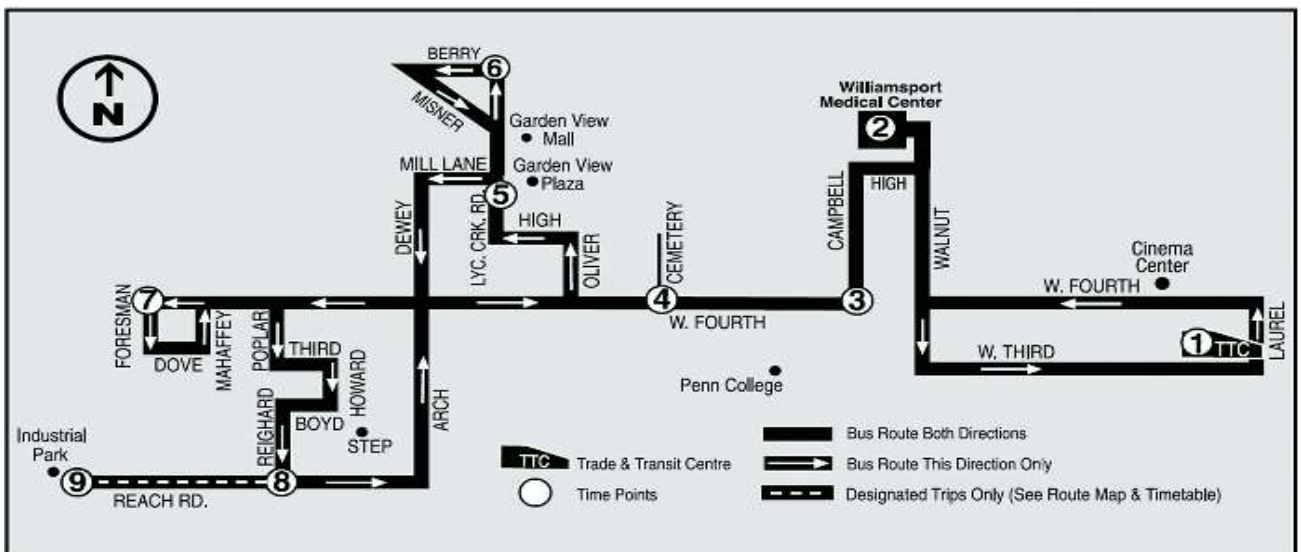 BERRY
6
MISNER
Garden View
Mall
Williamsport
Medical Center
2
N
MILL LANE
Garden View
Plaza
5
HIGH
CAMPBELL
HIGH
WALNUT
DEWEY
LYC. CRK. RD.
HIGH
OLIVER
CEMETERY
Cinema
Center
7
4
3
W. FOURTH
W. FOURTH
FORESMAN
DOVE
MAHAFFEY
POPLAR
THIRD
HOWARD
BOYD
REIGHARD
STEP
ARCH
W. THIRD
1
TTC
LAUREL
Penn College
Industrial
Park
9
REACH RD.
8
TTC Trade & Transit Centre
Time Points
Bus Route Both Directions
Bus Route This Direction Only
Designated Trips Only (See Route Map & Timetable)